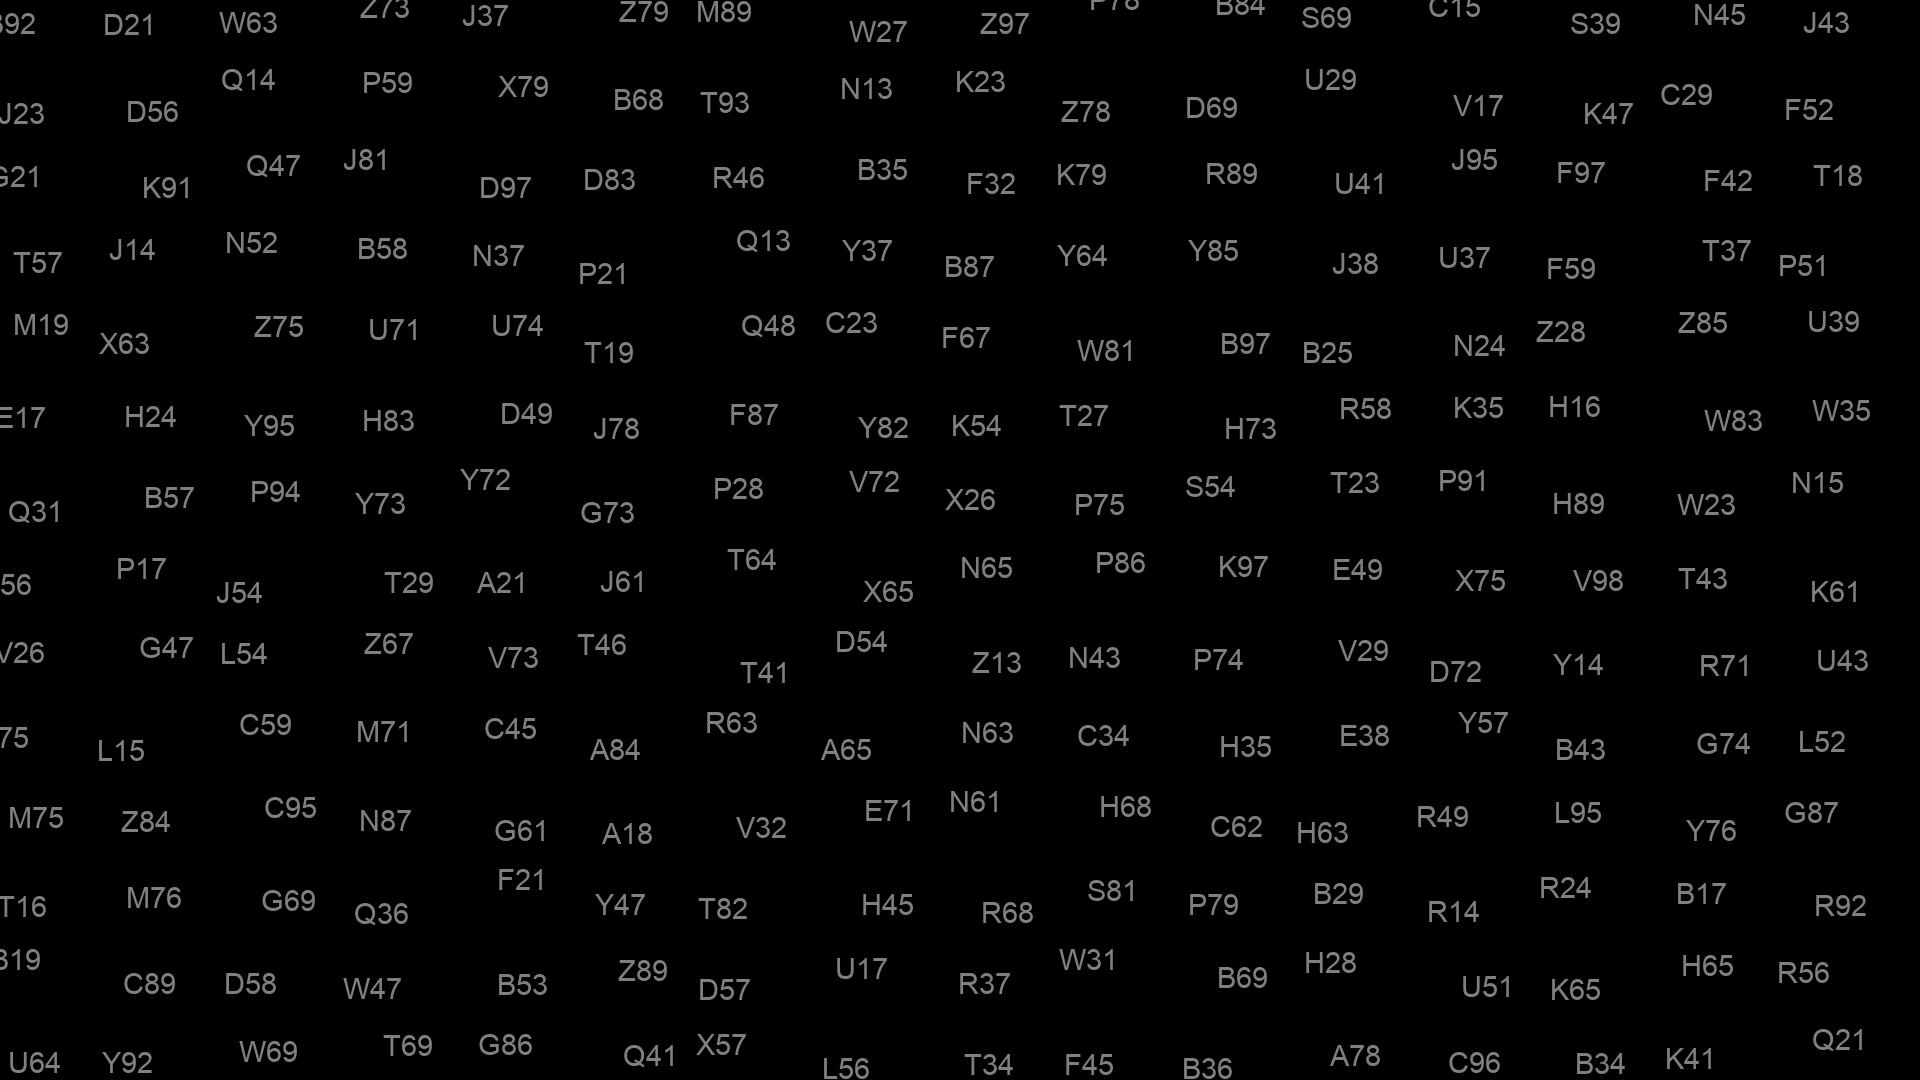 D21 W63 Z73 J37 Z79 M89 W27 Z97 P78 B84 S69 C15 S39 N45 J43
J23 D56 Q14 P59 X79 B68 T93 N13 K23 Z78 D69 U29 V17 K47 C29 F52
G21 K91 Q47 J81 D97 D83 R46 B35 F32 K79 R89 U41 J95 F97 F42 T18
T57 J14 N52 B58 N37 P21 Q13 Y37 B87 Y64 Y85 J38 U37 F59 T37 P51
M19 X63 Z75 U71 U74 T19 Q48 C23 F67 W81 B97 B25 N24 Z28 Z85 U39
E17 H24 Y95 H83 D49 J78 F87 Y82 K54 T27 H73 R58 K35 H16 W83 W35
Q31 B57 P94 Y73 Y72 G73 P28 V72 X26 P75 S54 T23 P91 H89 W23 N15
56 P17 J54 T29 A21 J61 T64 X65 N65 P86 K97 E49 X75 V98 T43 K61
V26 G47 L54 Z67 V73 T46 T41 D54 Z13 N43 P74 V29 D72 Y14 R71 U43
75 L15 C59 M71 C45 A84 R63 A65 N63 C34 H35 E38 Y57 B43 G74 L52
M75 Z84 C95 N87 G61 A18 V32 E71 N61 H68 C62 H63 R49 L95 Y76 G87
T16 M76 G69 Q36 F21 Y47 T82 H45 R68 S81 P79 B29 R14 R24 B17 R92
B19 C89 D58 W47 B53 Z89 D57 U17 R37 W31 B69 H28 U51 K65 H65 R56
U64 Y92 W69 T69 G86 Q41 X57 L56 T34 F45 B36 A78 C96 B34 K41 Q21